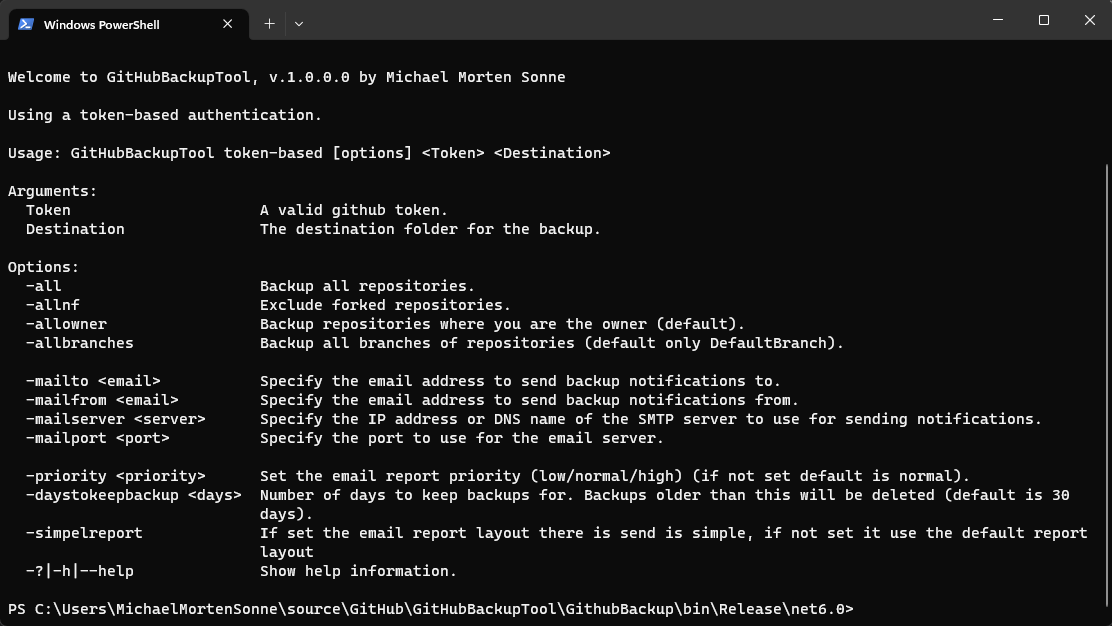 Windows PowerShell
Welcome to GitHubBackupTool, v.1.0.0.0 by Michael Morten Sonne
Using a token-based authentication.
Usage: GitHubBackupTool token-based [options] <Token> <Destination>
Arguments:
Token A valid github token.
Destination The destination folder for the backup.
Options:
-all Backup all repositories.
-allnf Exclude forked repositories.
-allowner Backup repositories where you are the owner (default).
-allbranches Backup all branches of repositories (default only DefaultBranch).
-mailto <email> Specify the email address to send backup notifications to.
-mailfrom <email> Specify the email address to send backup notifications from.
-mailserver <server> Specify the IP address or DNS name of the SMTP server to use for sending notifications.
-mailport <port> Specify the port to use for the email server.
-priority <priority> Set the email report priority (low/normal/high) (if not set default is normal).
-daystokeepbackup <days> Number of days to keep backups for. Backups older than this will be deleted (default is 30
days).
-simpelreport If set the email report layout there is send is simple, if not set it use the default report
layout
-?|-h|--help Show help information.
PS C:\Users\MichaelMortenSonne\source\GitHub\GitHubBackupTool\GithubBackup\bin\Release\net6.0>